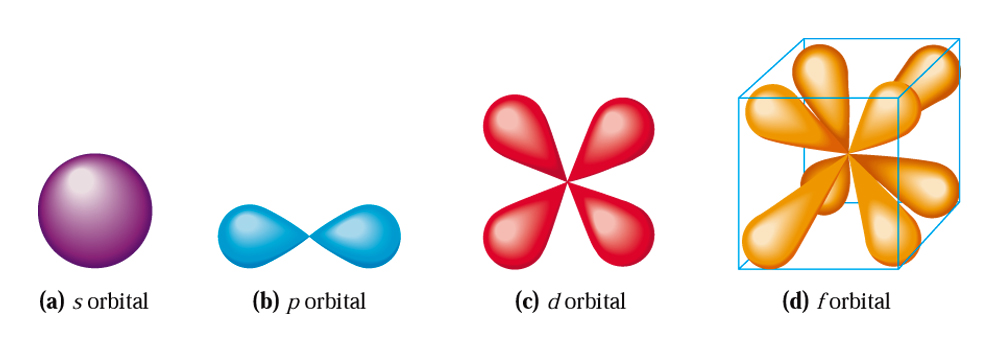 (a) s orbital
(b) p orbital
(c) d orbital
(d) f orbital